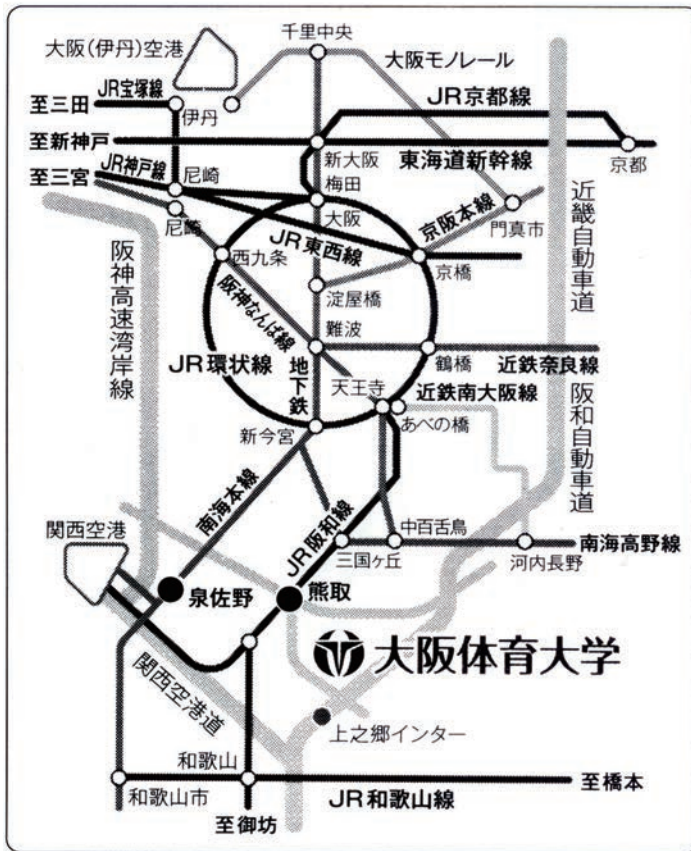 千里中央
大阪(伊丹)空港
大阪モノレール
JR宝塚線
JR京都線
至三田
伊丹
至新神戸
新大阪
東海道新幹線
京都
JR神戸線
尼崎
梅田
至三宮
大阪
京阪本線
門真市
近畿自動車道
尼崎
JR東西線
西九条
京橋
阪神高速湾岸線
淀屋橋
阪神なんば線
難波
JR環状線
地下鉄
鶴橋
近鉄奈良線
天王寺
近鉄南大阪線
阪和自動車道
新今宮
あべの橋
南海本線
関西空港
JR阪和線
中百舌鳥
三国ヶ丘
河内長野
南海高野線
泉佐野
熊取
大阪体育大学
関西空港道
上之郷インター
和歌山
和歌山市
JR和歌山線
至橋本
至御坊